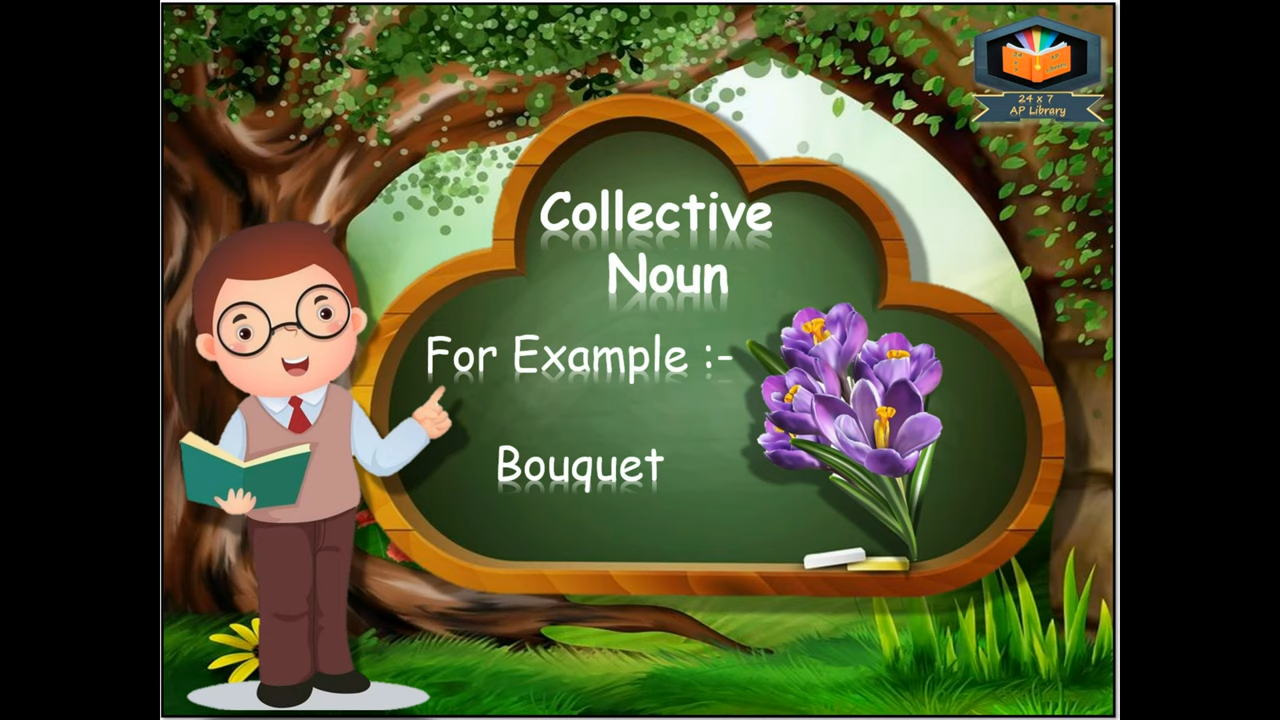 24 x 7
AP Library
Collective
Noun
For Example :-
Bouquet